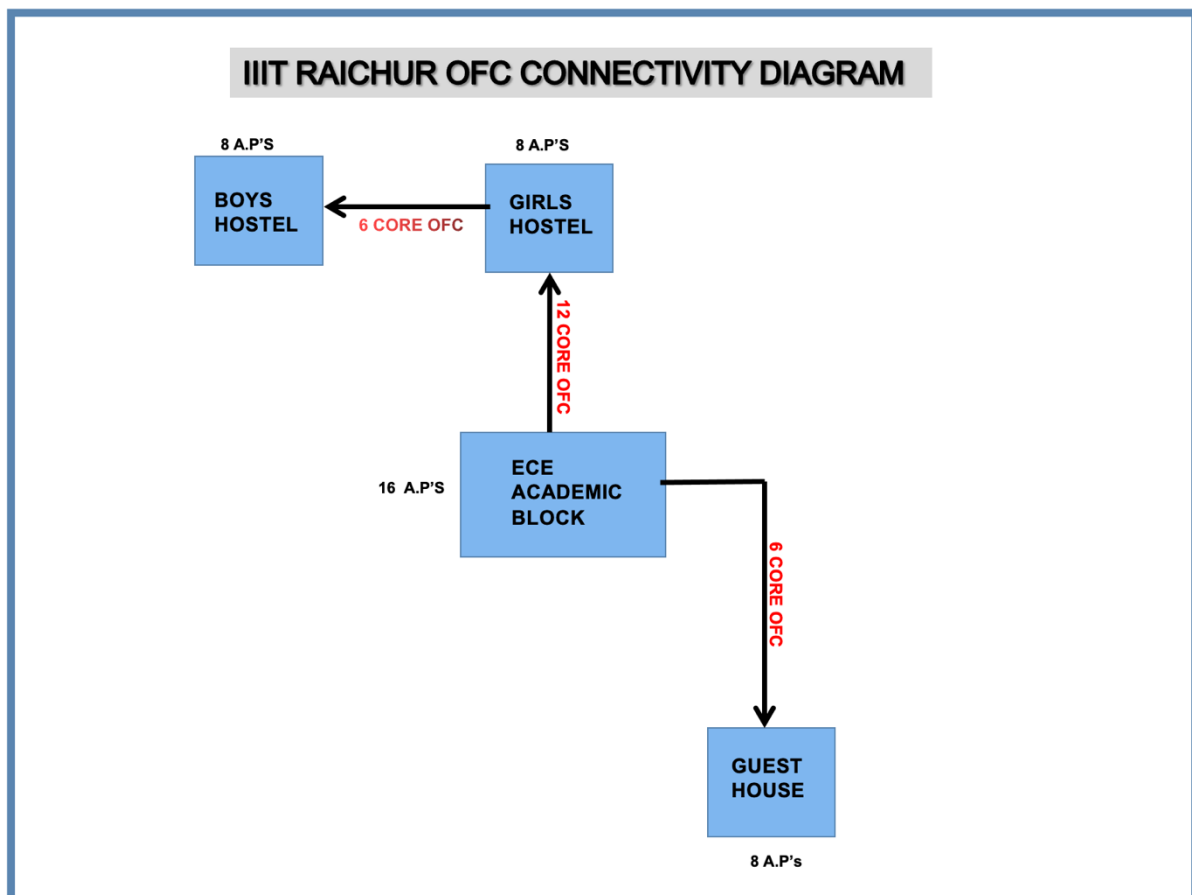 IIIT RAICHUR OFC CONNECTIVITY DIAGRAM
8 A.P'S
BOYS
HOSTEL
6 CORE OFC
8 A.P'S
GIRLS
HOSTEL
12 CORE OFC
16 A.P'S
ECE
ACADEMIC
BLOCK
6 CORE OFC
GUEST
HOUSE
8 A.P's